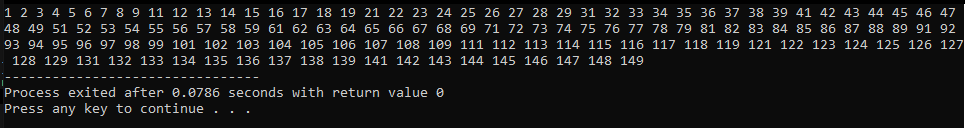 1 2 3 4 5 6 7 8 9 11 12 13 14 15 16 17 18 19 21 22 23 24 25 26 27 28 29 31 32 33 34 35 36 37 38 39 41 42 43 44 45 46 47
48 49 51 52 53 54 55 56 57 58 59 61 62 63 64 65 66 67 68 69 71 72 73 74 75 76 77 78 79 81 82 83 84 85 86 87 88 89 91 92
93 94 95 96 97 98 99 101 102 103 104 105 106 107 108 109 111 112 113 114 115 116 117 118 119 121 122 123 124 125 126 127
128 129 131 132 133 134 135 136 137 138 139 141 142 143 144 145 146 147 148 149
--------------------------------
Process exited after 0.0786 seconds with return value 0
Press any key to continue . . .